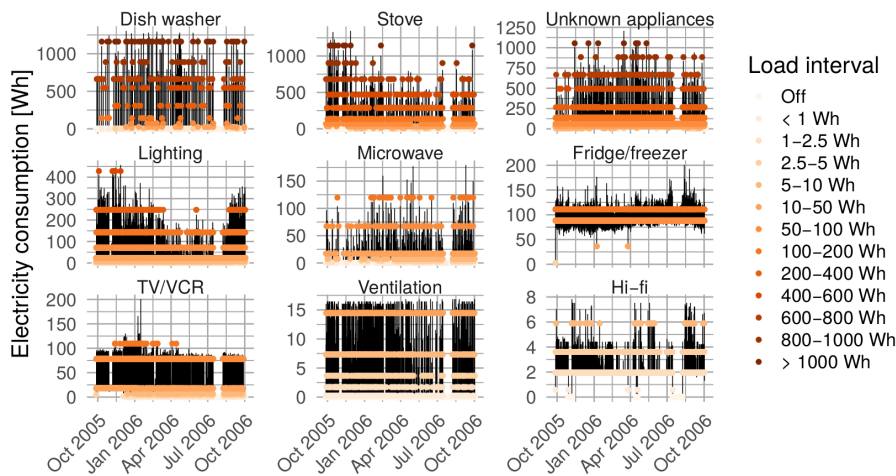 Dish washer
Stove
Unknown appliances
1000
500
0
1000
500
0
1250
1000
750
500
250
0
Lighting
Microwave
Fridge/freezer
400
300
200
100
0
150
100
50
0
200
150
100
50
0
TV/VCR
Ventilation
Hi-fi
200
150
100
50
0
15
10
5
0
8
6
4
2
0
Oct 2005
Jan 2006
Apr 2006
Jul 2006
Oct 2006
Oct 2005
Jan 2006
Apr 2006
Jul 2006
Oct 2006
Oct 2005
Jan 2006
Apr 2006
Jul 2006
Oct 2006
Electricity consumption [Wh]
Load interval
Off
< 1 Wh
1−2.5 Wh
2.5−5 Wh
5−10 Wh
10−50 Wh
50−100 Wh
100−200 Wh
200−400 Wh
400−600 Wh
600−800 Wh
800−1000 Wh
> 1000 Wh